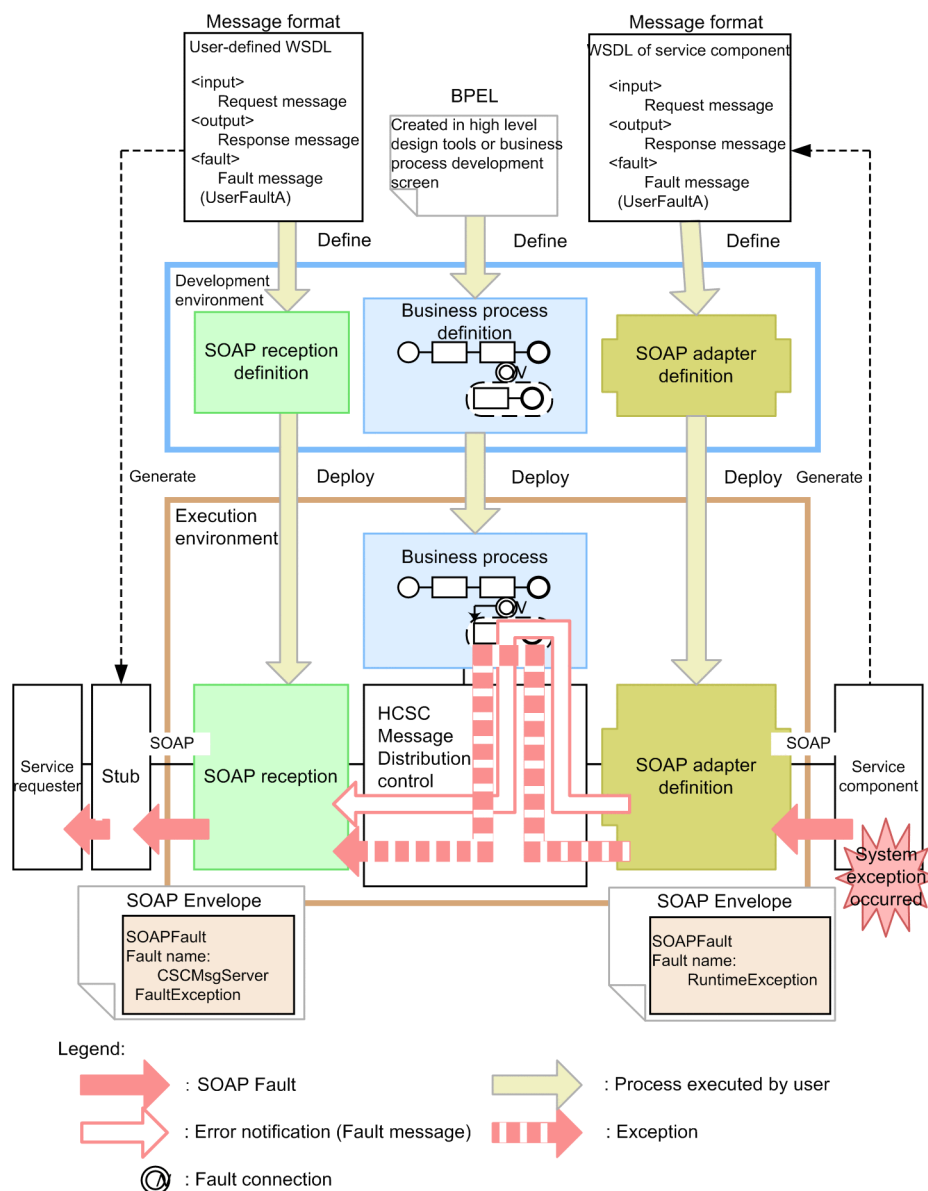 Message format
User-defined WSDL
<input>
Request message
<output>
Response message
<fault>
Fault message
(UserFaultA)
BPEL
Created in high level
design tools or business
process development
screen
Message format
WSDL of service component
<input>
Request message
<output>
Response message
<fault>
Fault message
(UserFaultA)
Define
Define
Define
Development
environment
SOAP reception
definition
Business process
definition
SOAP adapter
definition
Generate
Deploy
Deploy
Deploy
Generate
Execution
environment
Business process
Service
requester
Stub
SOAP
SOAP reception
HCSC
Message
Distribution
control
SOAP adapter
definition
SOAP
Service
component
System
exception
occurred
SOAP Envelope
SOAPFault
Fault name:
CSCMsgServer
FaultException
SOAP Envelope
SOAPFault
Fault name:
RuntimeException
Legend:
: SOAP Fault
: Process executed by user
: Error notification (Fault message)
: Exception
: Fault connection